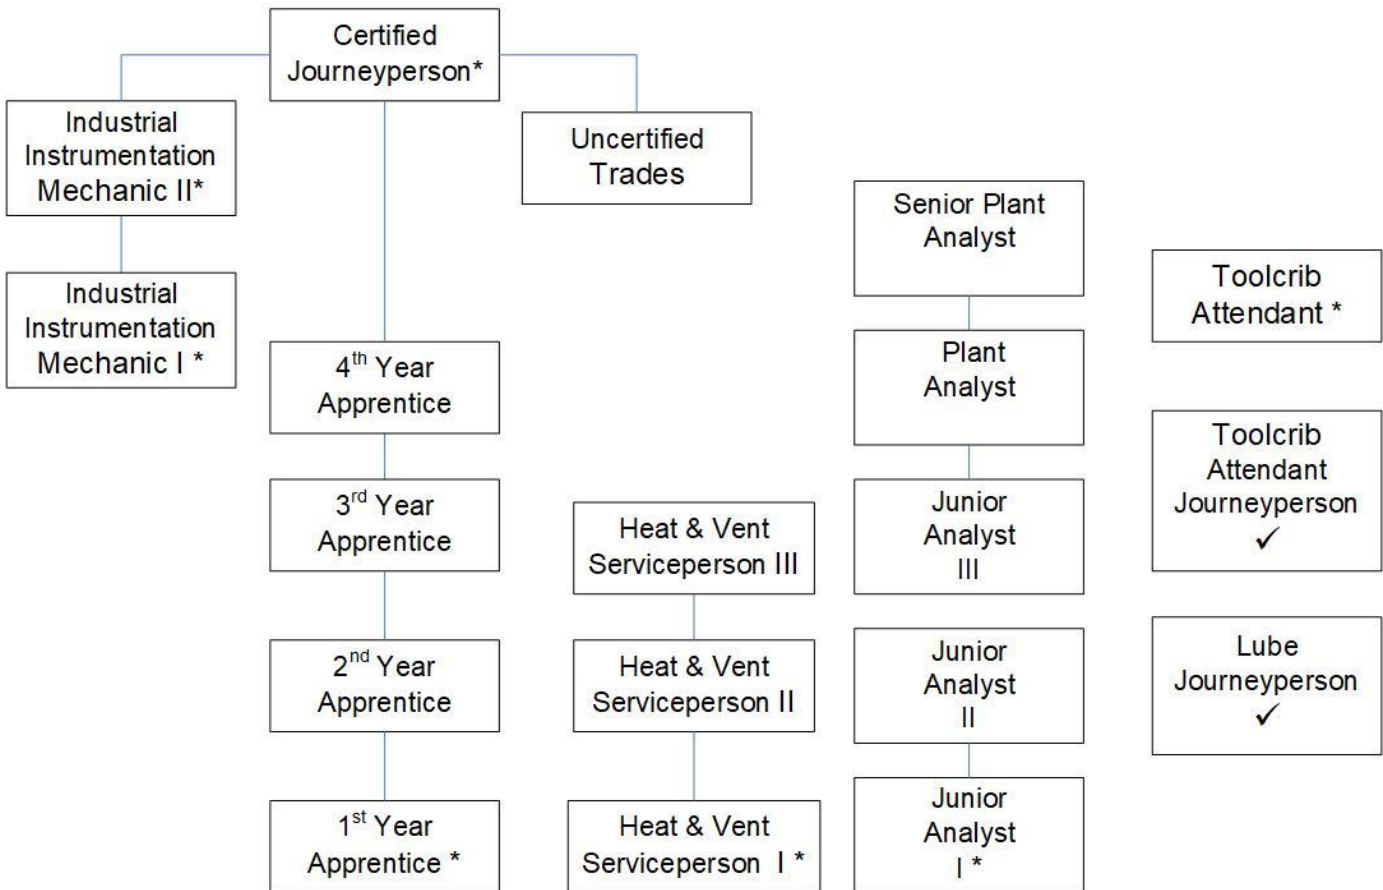 Certified
Journeyperson*
Industrial
Instrumentation
Mechanic II*
Uncertified
Trades
Industrial
Instrumentation
Mechanic I *
4th Year
Apprentice
3rd Year
Apprentice
2nd Year
Apprentice
1st Year
Apprentice *
Heat & Vent
Serviceperson III
Heat & Vent
Serviceperson II
Heat & Vent
Serviceperson I *
Senior Plant
Analyst
Plant
Analyst
Junior
Analyst
III
Junior
Analyst
II
Junior
Analyst
I *
Toolcrib
Attendant *
Toolcrib
Attendant
Journeyperson
✓
Lube
Journeyperson
✓